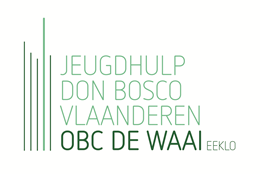 JEUGDHULP
DON BOSCO
VLAANDEREN
OBC DE WAAI EEKLO